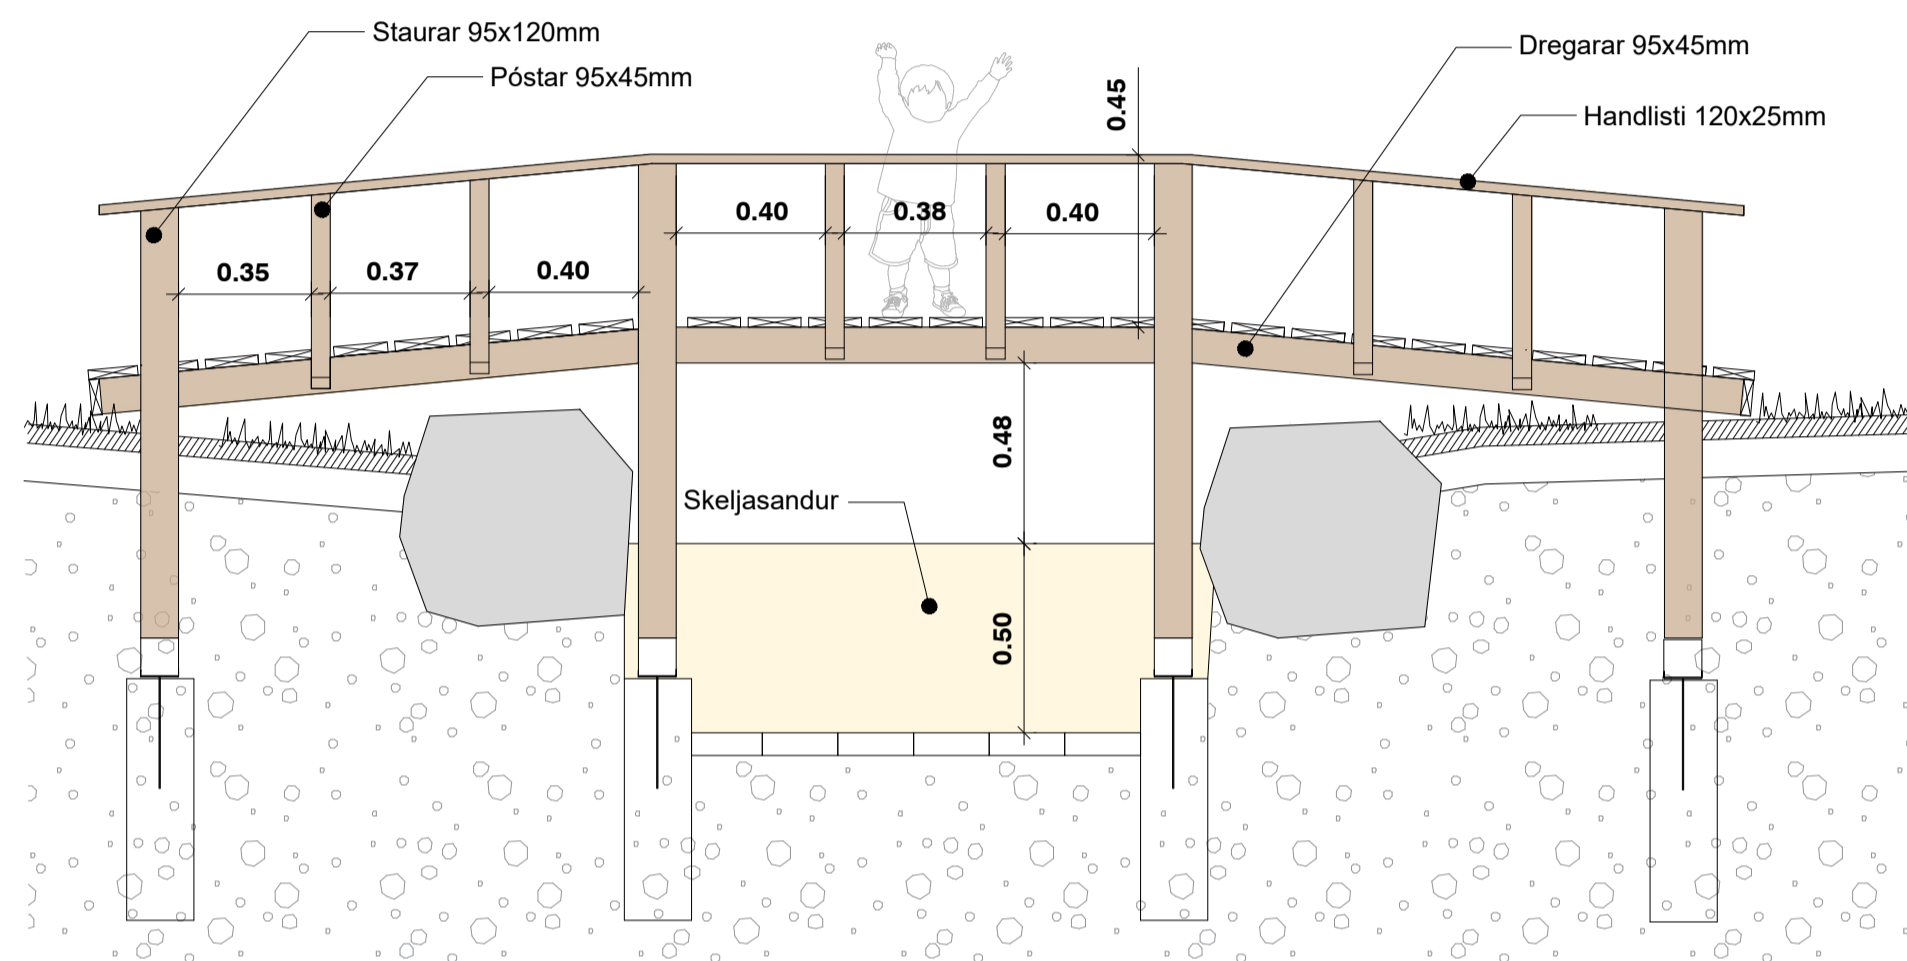 Staurar 95x120mm
Póstar 95x45mm
Dregarar 95x45mm
Handlisti 120x25mm
0.45
0.40
0.38
0.40
0.35
0.37
0.40
0.48
Skeljasandur
0.50